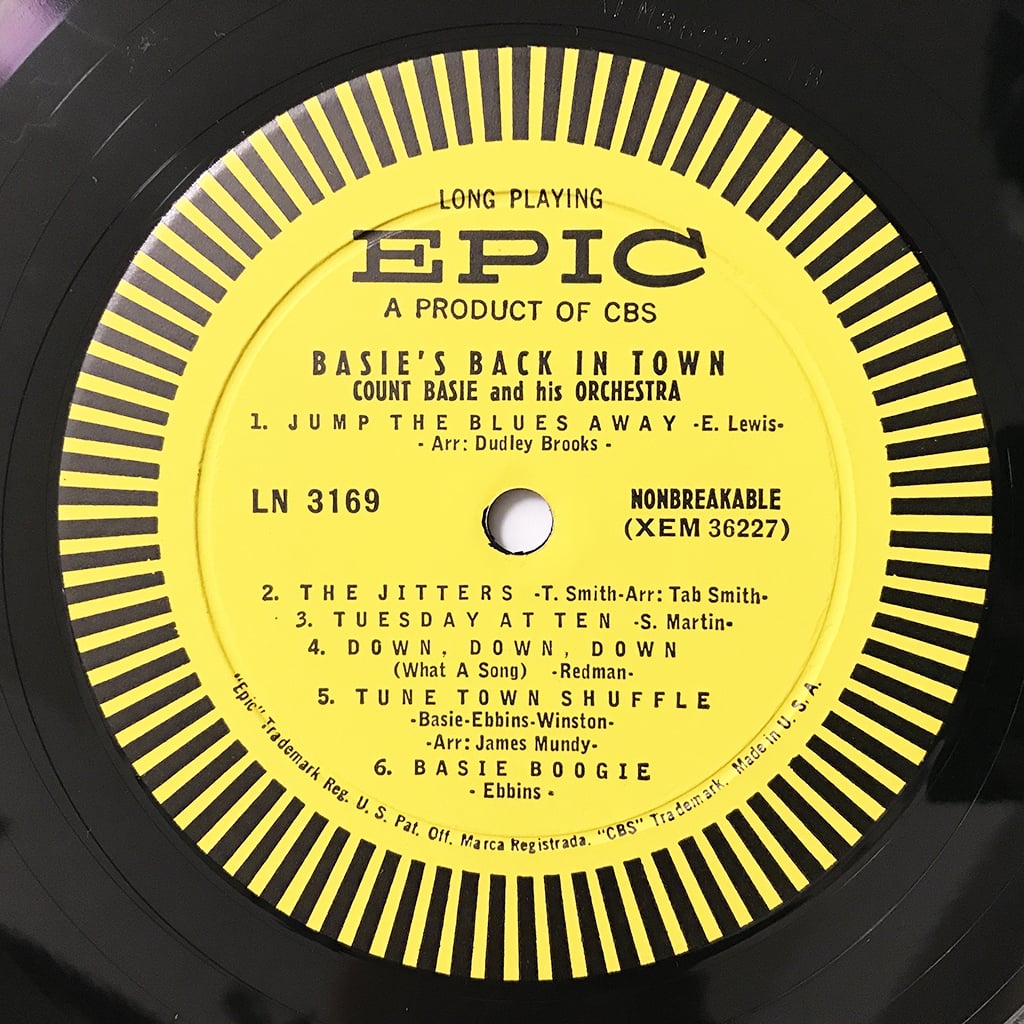 LONG PLAYING
EPIC
A PRODUCT OF CBS
BASIE'S BACK IN TOWN
COUNT BASIE and his ORCHESTRA
1. JUMP THE BLUES AWAY -E. Lewis-
- Arr: Dudley Brooks -
LN 3169
NONBREAKABLE
(XEM 36227)
2. THE JITTERS -T. Smith-Arr: Tab Smith-
3. TUESDAY AT TEN -S. Martin-
4. DOWN, DOWN, DOWN
(What A Song) -Redman-
5. TUNE TOWN SHUFFLE
-Basie-Ebbins-Winston-
-Arr: James Mundy-
6. BASIE BOOGIE
- Ebbins -
"Epic" Trademark Reg. U. S. Pat. Off. Marca Registrada. "CBS" Trademark. Made in U. S. A.